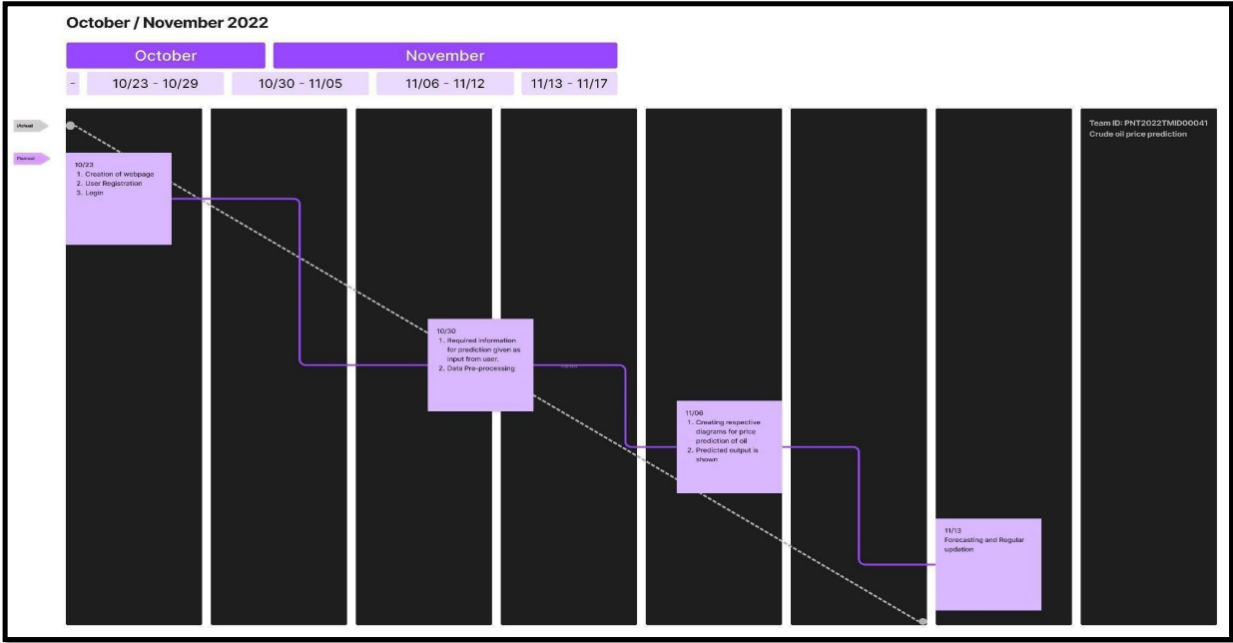 October / November 2022
October
November
-
10/23 - 10/29
10/30 - 11/05
11/06 - 11/12
11/13 - 11/17
Team ID: PNT2022TMID00041
Crude oil price prediction
Planned
10/23
1. Creation of webpage
2. User Registration
3. Login
10/30
1. Required information
for prediction given as
input from user.
2. Data Pre-processing
11/06
1. Creating respective
diagrams for price
prediction of oil
2. Predicted output is
shown
11/13
Forecasting and Regular
updation